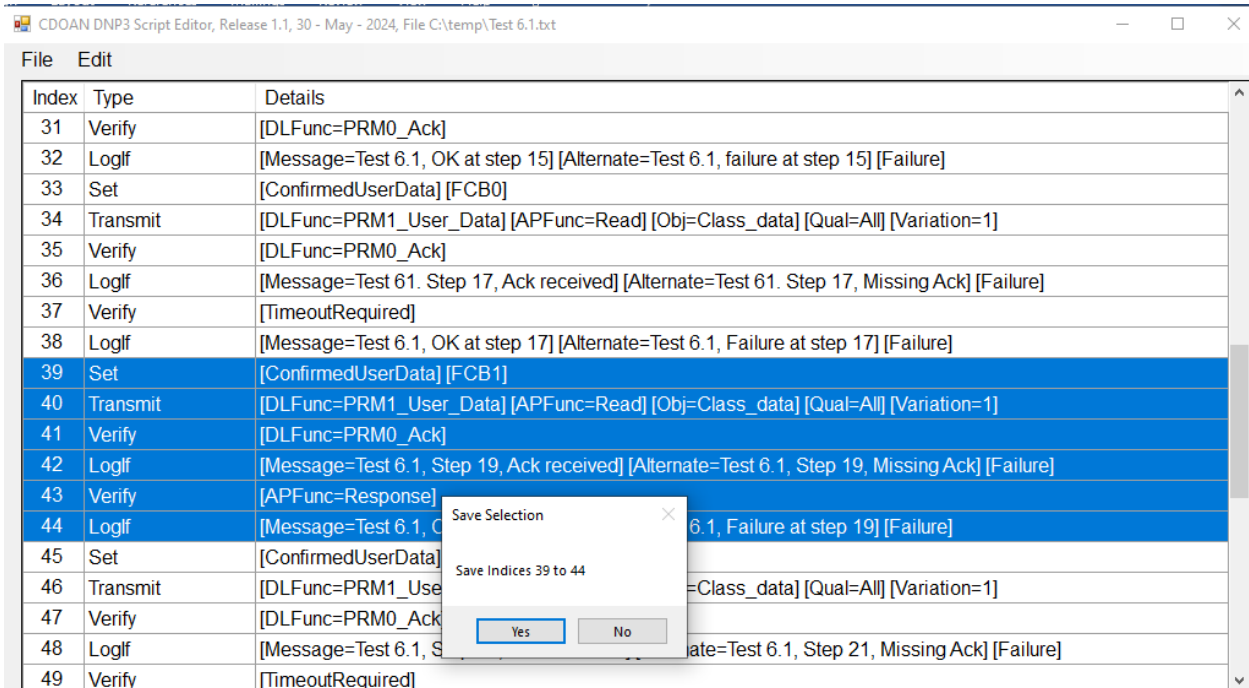 CDOAN DNP3 Script Editor, Release 1.1, 30 - May - 2024, File C:\temp\Test 6.1.txt
File Edit
Index Type Details
31 Verify [DLFunc=PRM0_Ack]
32 LogIf [Message=Test 6.1, OK at step 15] [Alternate=Test 6.1, failure at step 15] [Failure]
33 Set [ConfirmedUserData] [FCB0]
34 Transmit [DLFunc=PRM1_User_Data] [APFunc=Read] [Obj=Class_data] [Qual=All] [Variation=1]
35 Verify [DLFunc=PRM0_Ack]
36 LogIf [Message=Test 61. Step 17, Ack received] [Alternate=Test 61. Step 17, Missing Ack] [Failure]
37 Verify [TimeoutRequired]
38 LogIf [Message=Test 6.1, OK at step 17] [Alternate=Test 6.1, Failure at step 17] [Failure]
39 Set [ConfirmedUserData] [FCB1]
40 Transmit [DLFunc=PRM1_User_Data] [APFunc=Read] [Obj=Class_data] [Qual=All] [Variation=1]
41 Verify [DLFunc=PRM0_Ack]
42 LogIf [Message=Test 6.1, Step 19, Ack received] [Alternate=Test 6.1, Step 19, Missing Ack] [Failure]
43 Verify [APFunc=Response]
44 LogIf [Message=Test 6.1, 6.1, Failure at step 19] [Failure]
45 Set [ConfirmedUserData]
46 Transmit [DLFunc=PRM1_Use =Class_data] [Qual=All] [Variation=1]
47 Verify [DLFunc=PRM0_Ack
48 LogIf [Message=Test 6.1, ate=Test 6.1, Step 21, Missing Ack] [Failure]
49 Verify [TimeoutRequired]
Save Selection
Save Indices 39 to 44
Yes No